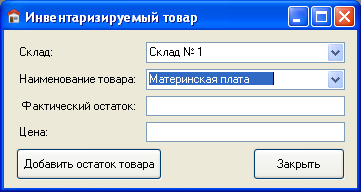 Инвентаризируемый товар
Склад: Склад № 1
Наименование товара: Материнская плата
Фактический остаток:
Цена:
Добавить остаток товара Закрыть